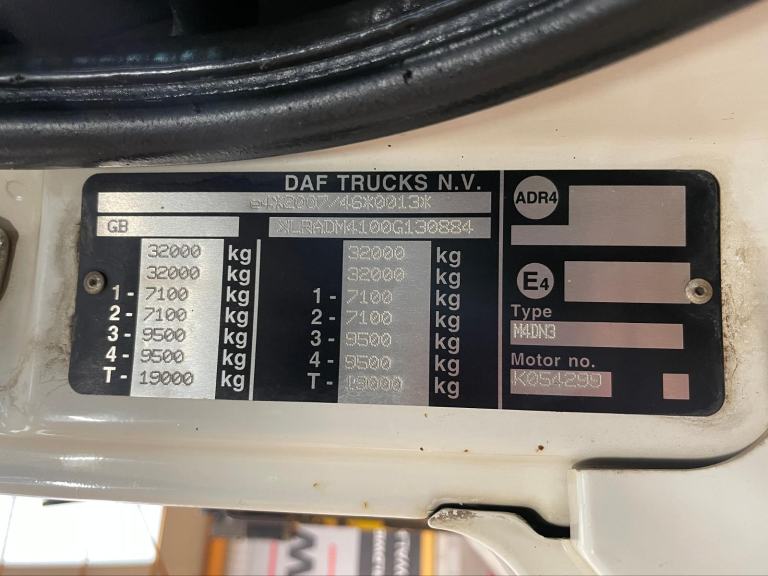 DAF TRUCKS N.V.
e4*2007/46*0013*
GB XLRADM4100G130884
32000 kg 32000 kg
32000 kg 32000 kg
1 - 7100 kg 1 - 7100 kg
2 - 7100 kg 2 - 7100 kg
3 - 9500 kg 3 - 9500 kg
4 - 9500 kg 4 - 9500 kg
T - 19000 kg T - 19000 kg
ADR4
E4
Type
M4DN3
Motor no.
K054299